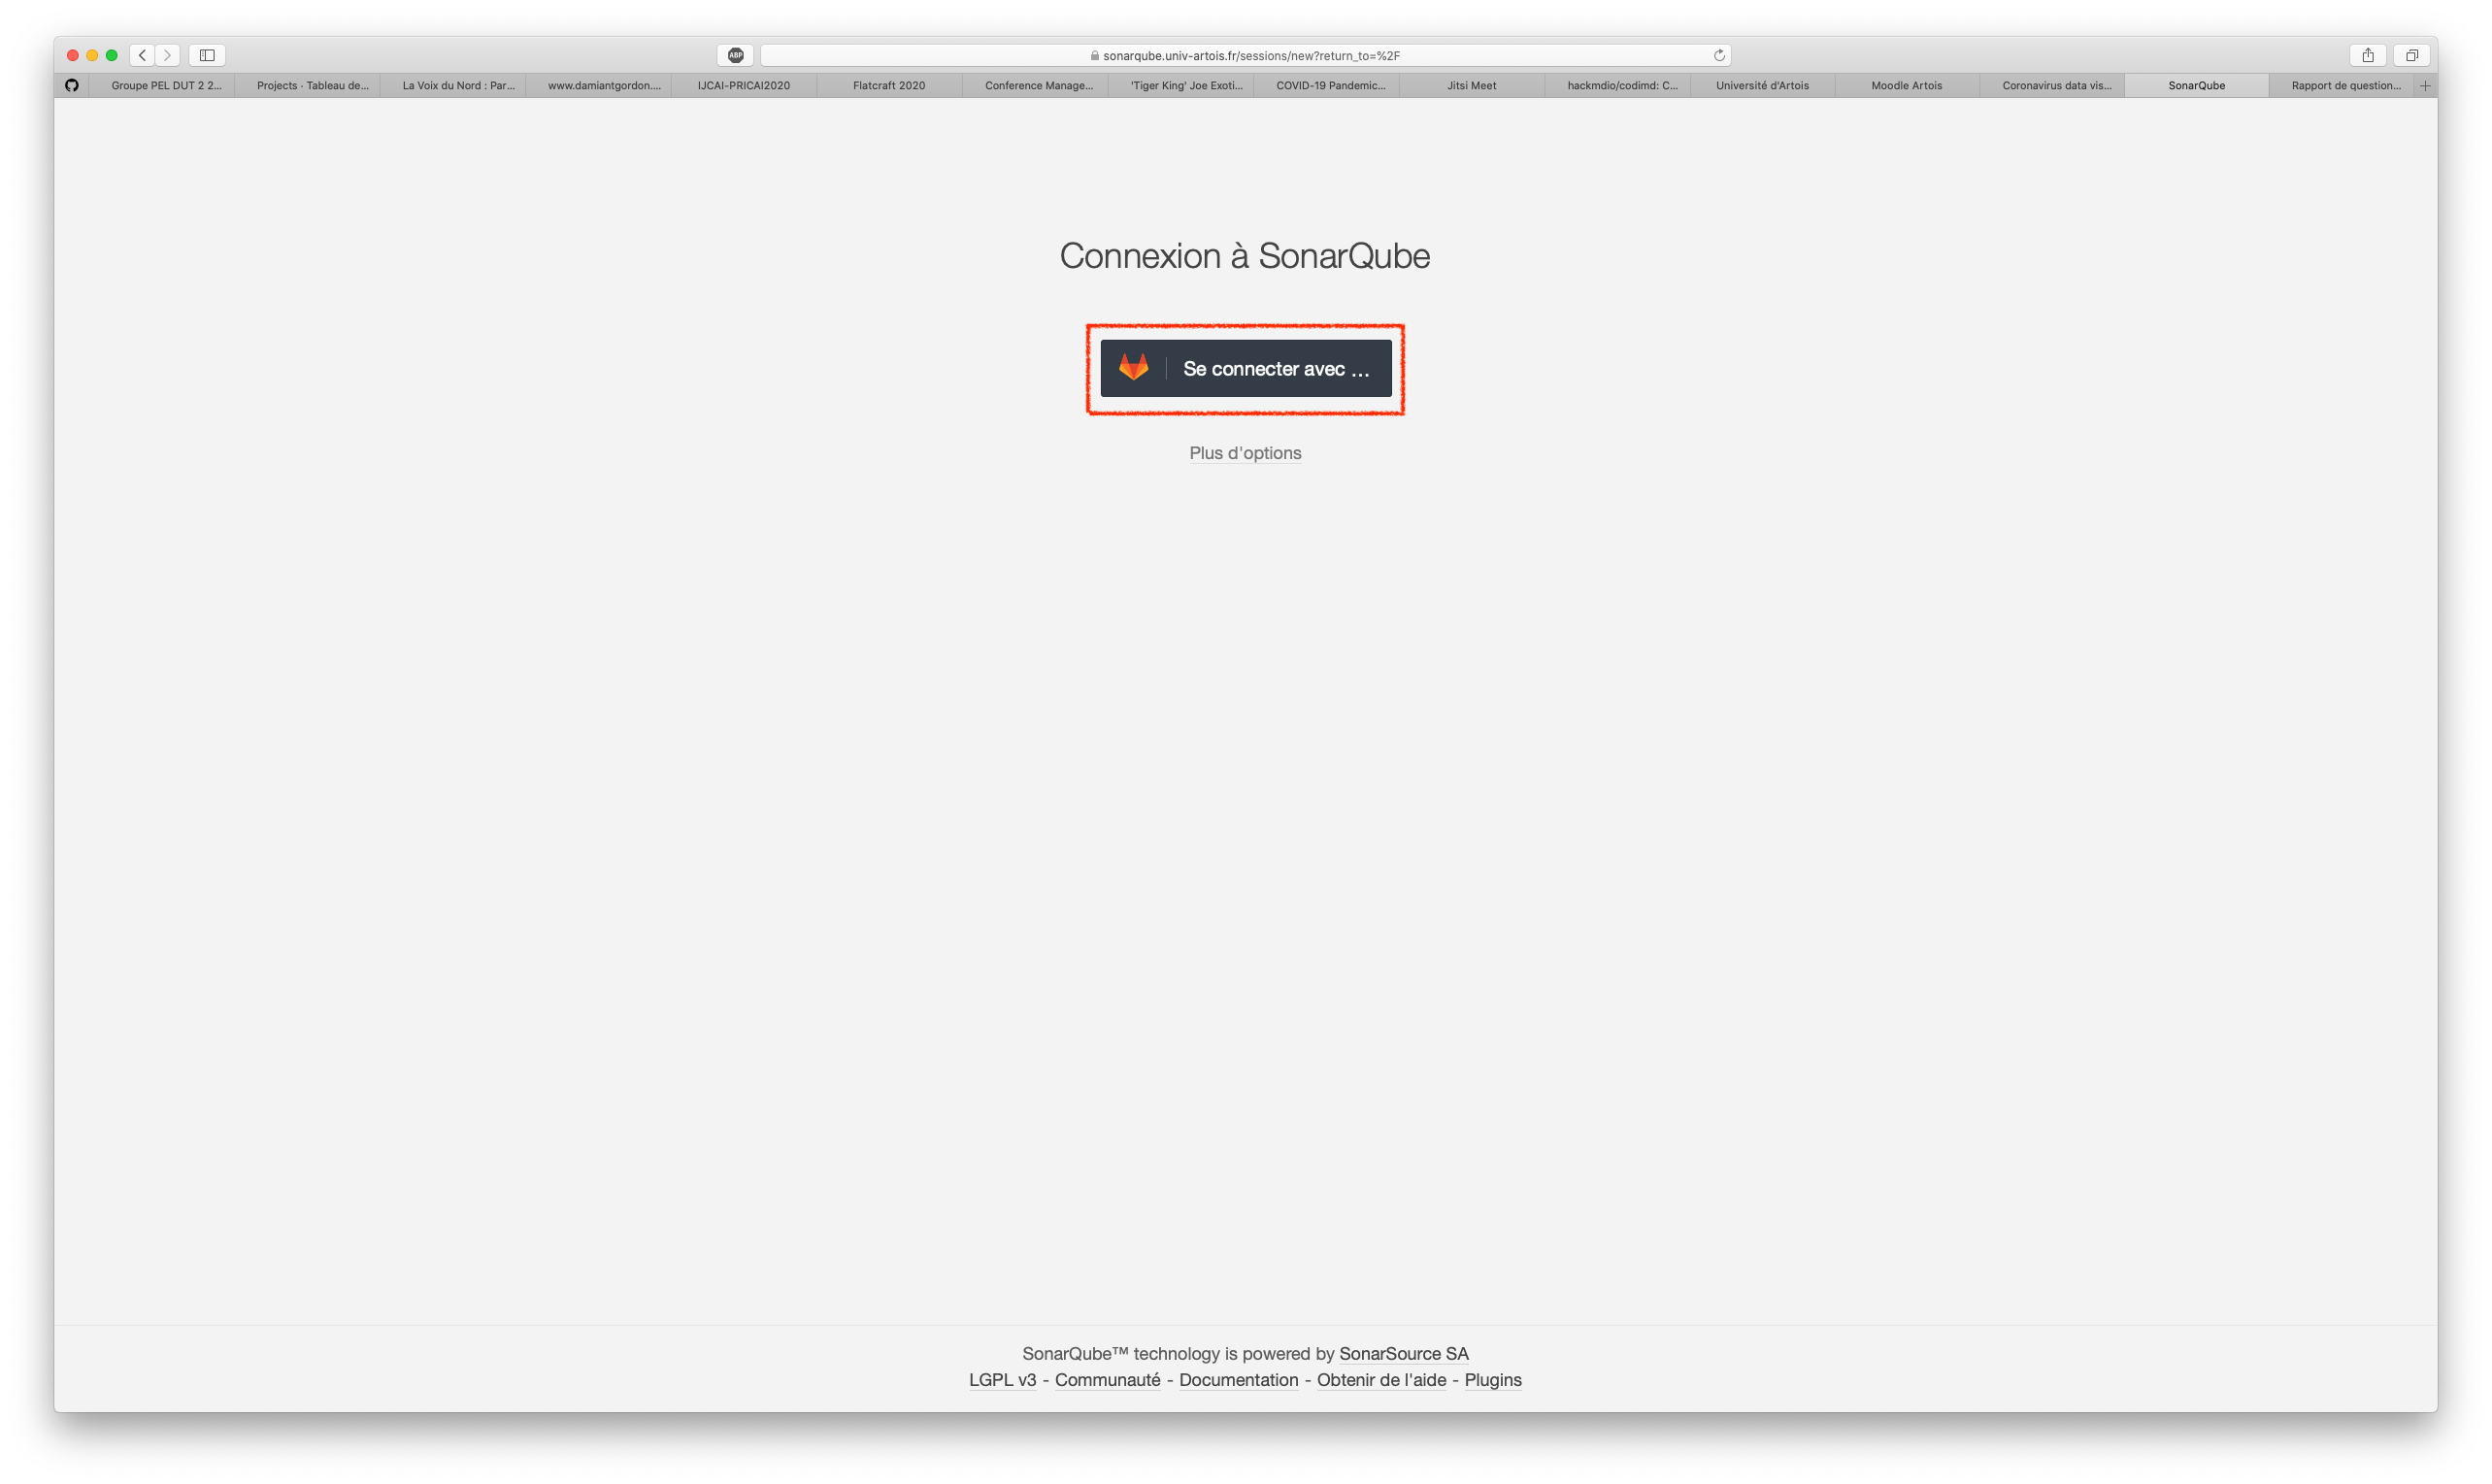 ABP
sonarqube.univ-artois.fr/sessions/new?return_to=%2F
Groupe PEL DUT 2 2...
Projects · Tableau de...
La Voix du Nord : Par...
www.damiantgordon....
IJCAI-PRICAI2020
Flatcraft 2020
Conference Manage...
'Tiger King' Joe Exoti...
COVID-19 Pandemic...
Jitsi Meet
hackmdio/codimd: C...
Université d'Artois
Moodle Artois
Coronavirus data vis...
SonarQube
Rapport de question...
Connexion à SonarQube
Se connecter avec ...
Plus d'options
SonarQube™ technology is powered by SonarSource SA
LGPL v3 - Communauté - Documentation - Obtenir de l'aide - Plugins